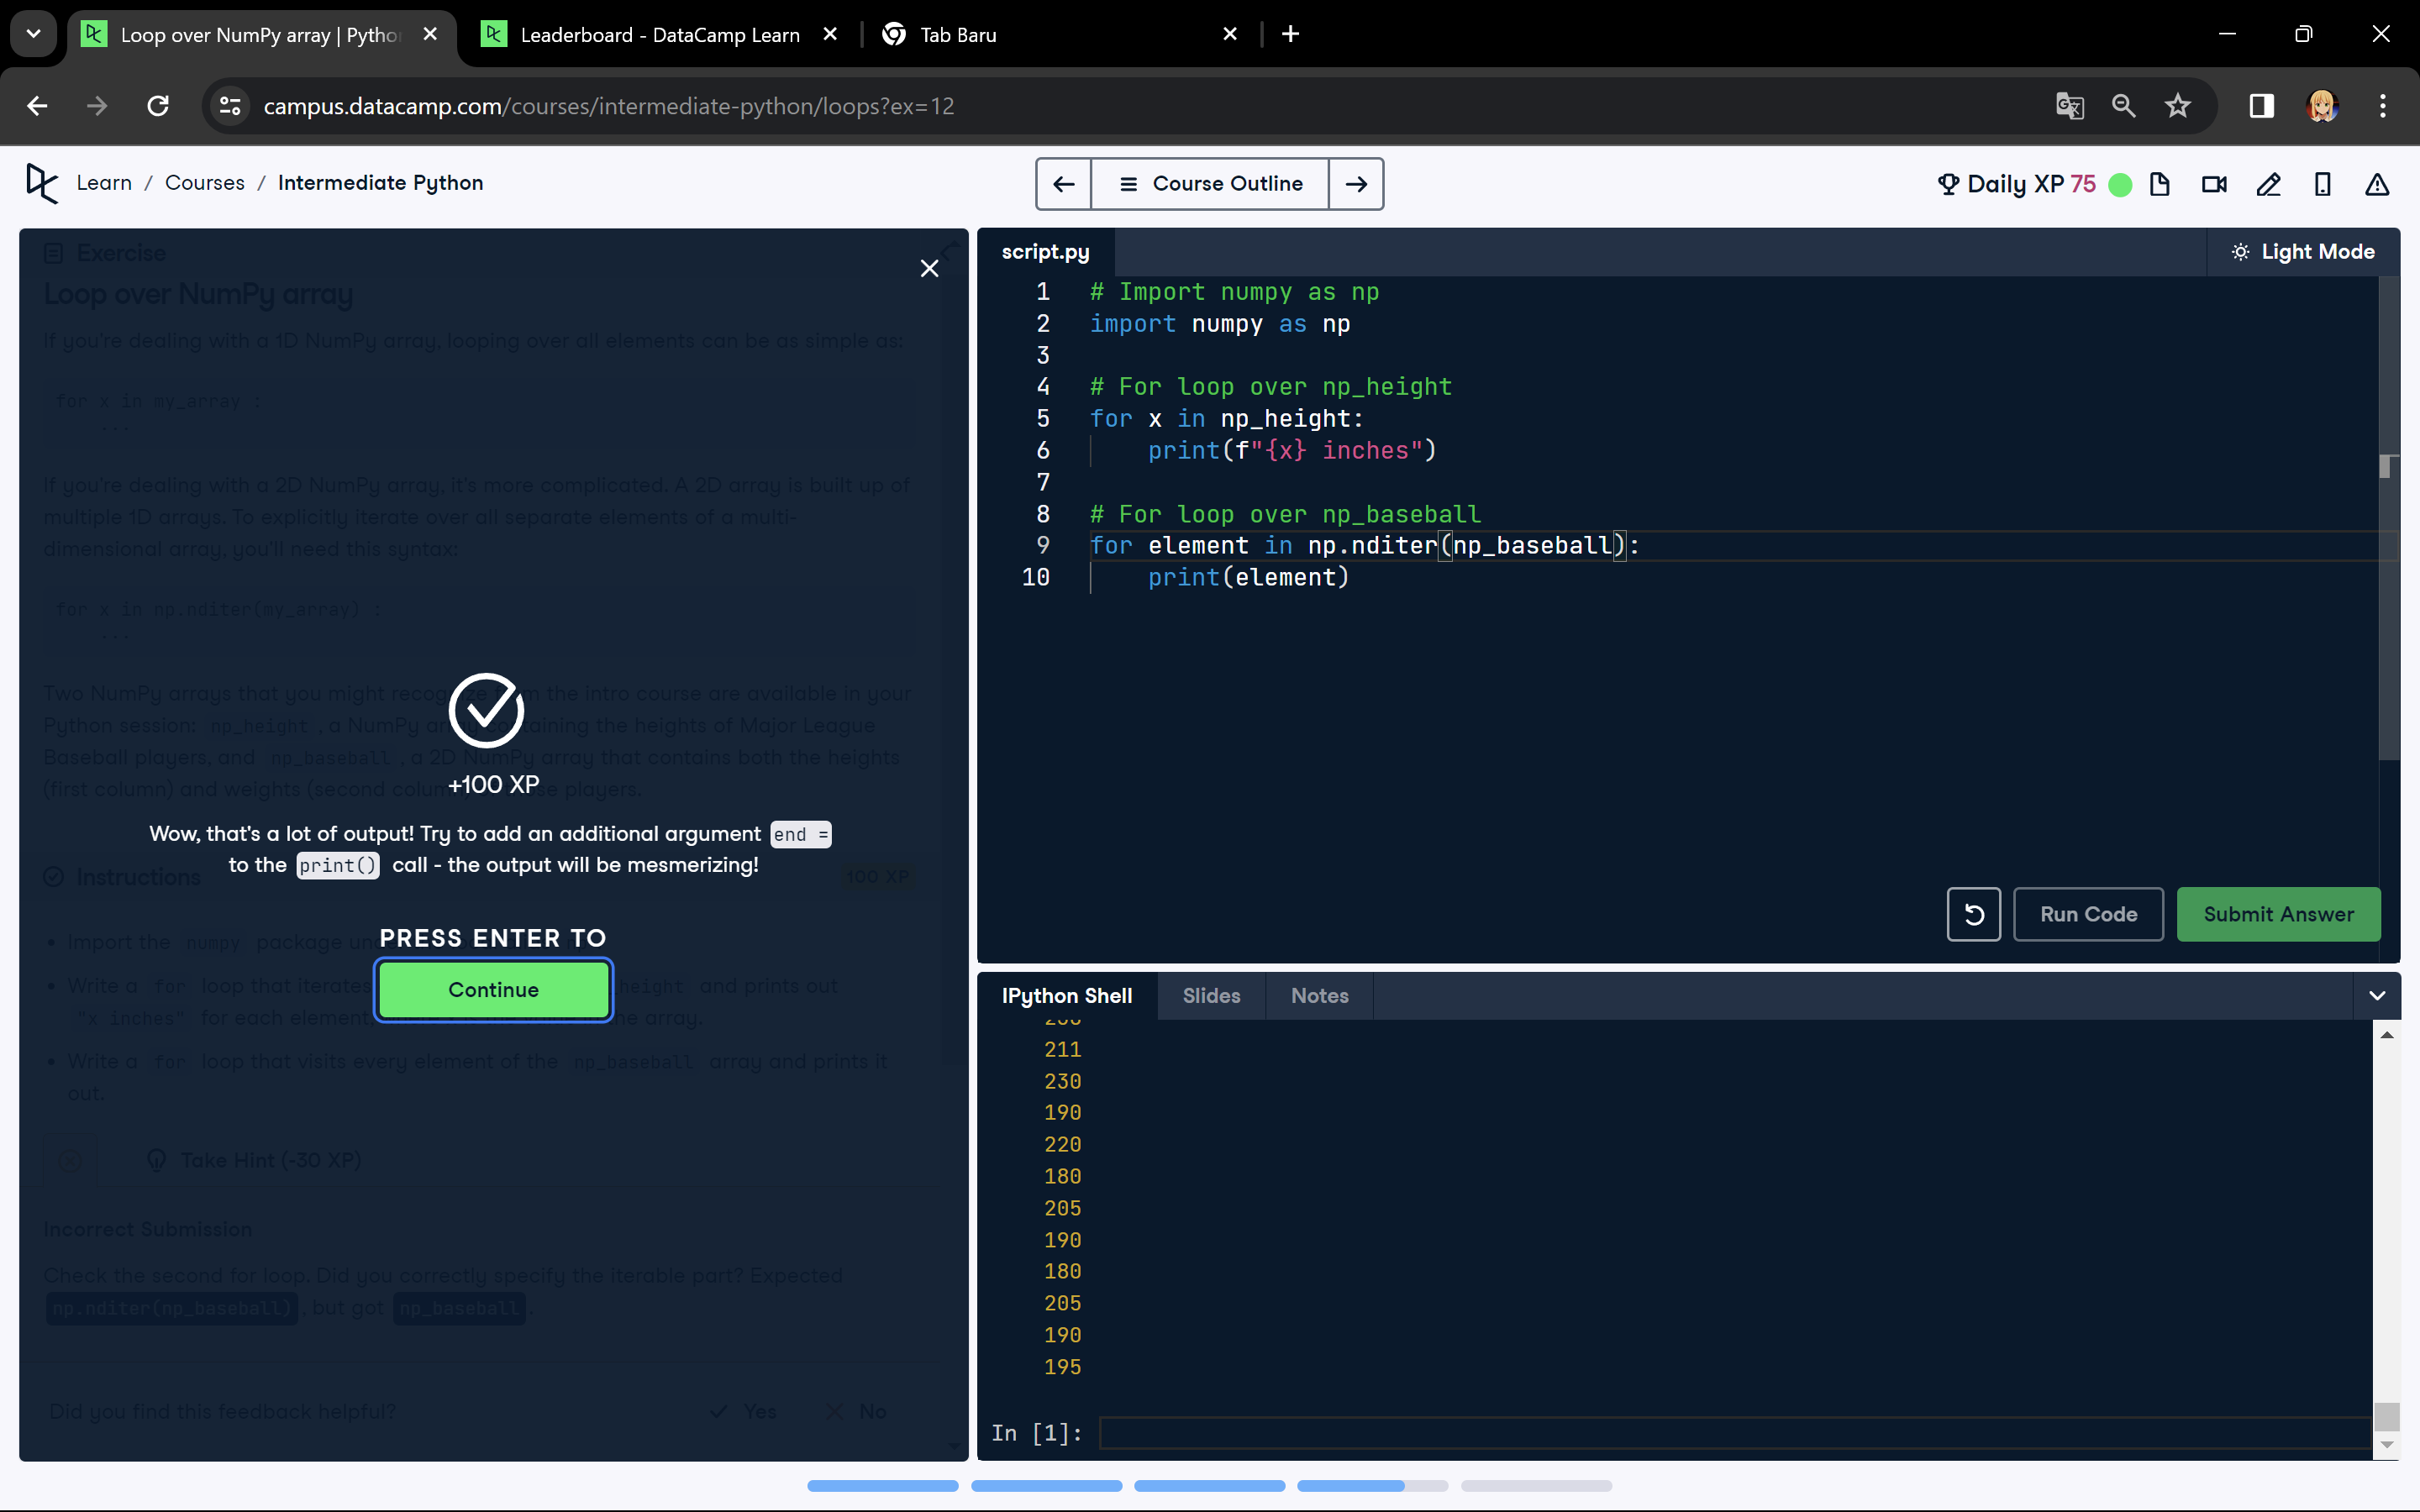 Loop over NumPy array | Pytho
Leaderboard - DataCamp Learn
Tab Baru
campus.datacamp.com/courses/intermediate-python/loops?ex=12
Learn / Courses / Intermediate Python
Course Outline
Daily XP 75
Exercise
Loop over NumPy array
If you're dealing with a 1D NumPy array, looping over all elements can be as simple as:
for x in my_array :
...
If you're dealing with a 2D NumPy array, it's more complicated. A 2D array is built up of
multiple 1D arrays. To explicitly iterate over all separate elements of a multi-
dimensional array, you'll need this syntax:
for x in np.nditer(my_array) :
...
Two NumPy arrays that you might recognize from the intro course are available in your
Python session: np_height, a NumPy array containing the heights of Major League
Baseball players, and np_baseball, a 2D NumPy array that contains both the heights
(first column) and weights (second column) players.
+100 XP
Wow, that's a lot of output! Try to add an additional argument end =
to the print() call - the output will be mesmerizing!
Instructions
100 XP
PRESS ENTER TO
Continue
Import the numpy package
Write a for loop that iterates height and prints out
"x inches" for each element, the array.
Write a for loop that visits every element of the np_baseball array and prints it
out.
Take Hint (-30 XP)
Incorrect Submission
Check the second for loop. Did you correctly specify the iterable part? Expected
np.nditer(np_baseball), but got np_baseball.
Did you find this feedback helpful?
Yes
No
script.py
Light Mode
1 # Import numpy as np
2 import numpy as np
3
4 # For loop over np_height
5 for x in np_height:
6 print(f"{x} inches")
7
8 # For loop over np_baseball
9 for element in np.nditer(np_baseball):
10 print(element)
Run Code
Submit Answer
IPython Shell
Slides
Notes
211
230
190
220
180
205
190
180
205
190
195
In [1]: